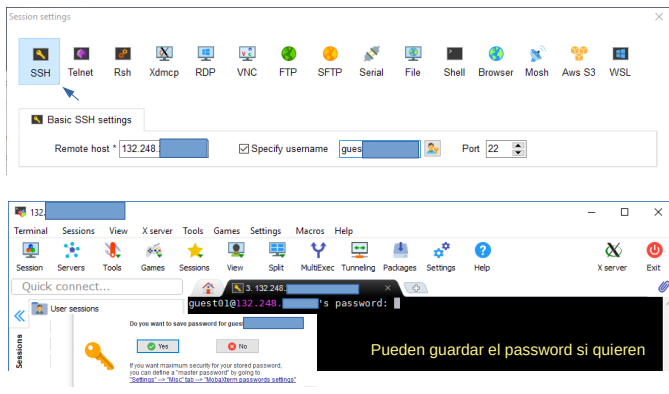 Session settings
SSH Telnet Rsh Xdmcp RDP VNC FTP SFTP Serial File Shell Browser Mosh Aws S3 WSL
Basic SSH settings
Remote host * 132.248. Specify username gues Port 22
132.
Terminal Sessions View X server Tools Games Settings Macros Help
Session Servers Tools Games Sessions View Split MultiExec Tunneling Packages Settings Help X server Exit
Quick connect... 3. 132.248.
User sessions
guest01@132.248. 's password:
Sessions
Do you want to save password for guest
Yes No
Pueden guardar el password si quieren
If you want maximum security for your stored password,
you can define a "master password" by going to
"Settings" --> "Misc" tab --> "MobaXterm passwords settings"